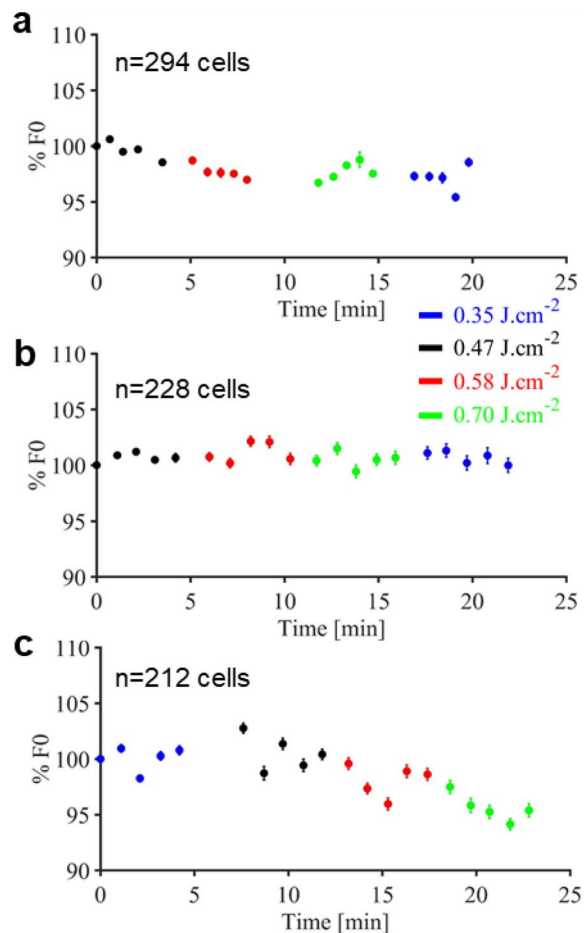 a
110
n=294 cells
105
100
95
90
% F0
0 5 10 15 20 25
Time [min]
0.35 J.cm-2
0.47 J.cm-2
0.58 J.cm-2
0.70 J.cm-2
b
110
n=228 cells
105
100
95
90
% F0
0 5 10 15 20 25
Time [min]
c
110
n=212 cells
105
100
95
90
% F0
0 5 10 15 20 25
Time [min]